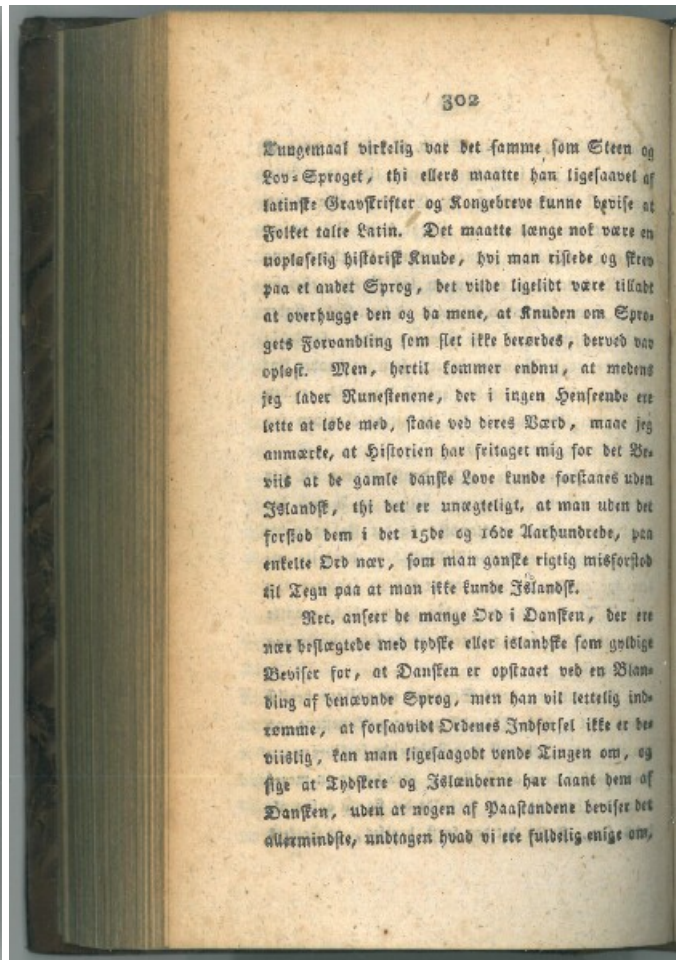 302
Tungemaal virkelig var det samme som Steen og
Lov-Sproget, thi ellers maatte han ligesaavel af
latinske Gravskrifter og Kongebreve kunne bevise at
Folket talte Latin. Det maatte længe nok være en
uopløselig historisk Knude, hvi man ristede og skrev
paa et andet Sprog, det vilde ligelidt være tilladt
at overhugge den og da mene, at Knuden om Spro-
gets Forvandling som slet ikke berørdes, derved var
opløst. Men, hertil kommer endnu, at medens
jeg lader Runestenene, der i ingen Henseende ere
lette at løbe med, staae ved deres Værd, maae jeg
anmærke, at Historien har fritaget mig for det Be-
viis at de gamle danske Love kunde forstaaes uden
Islandsk, thi det er unægteligt, at man uden det
forstod dem i det 15de og 16de Aarhundrede, paa
enkelte Ord nær, som man ganske rigtig misforstod
til Tegn paa at man ikke kunde Islandsk.
Rec. anseer de mange Ord i Dansken, der ere
nær beslægtede med tydske eller islandske som gyldige
Beviser for, at Dansken er opstaaet ved en Blan-
ding af benævnde Sprog, men han vil lettelig ind-
rømme, at forsaavidt Ordenes Indførsel ikke er be-
viislig, kan man ligesaagodt vende Tingen om, og
sige at Tydskere og Islænderne har laant dem af
Dansken, uden at nogen af Paastandene beviser det
allermindste, undtagen hvad vi ere fuldelig enige om,